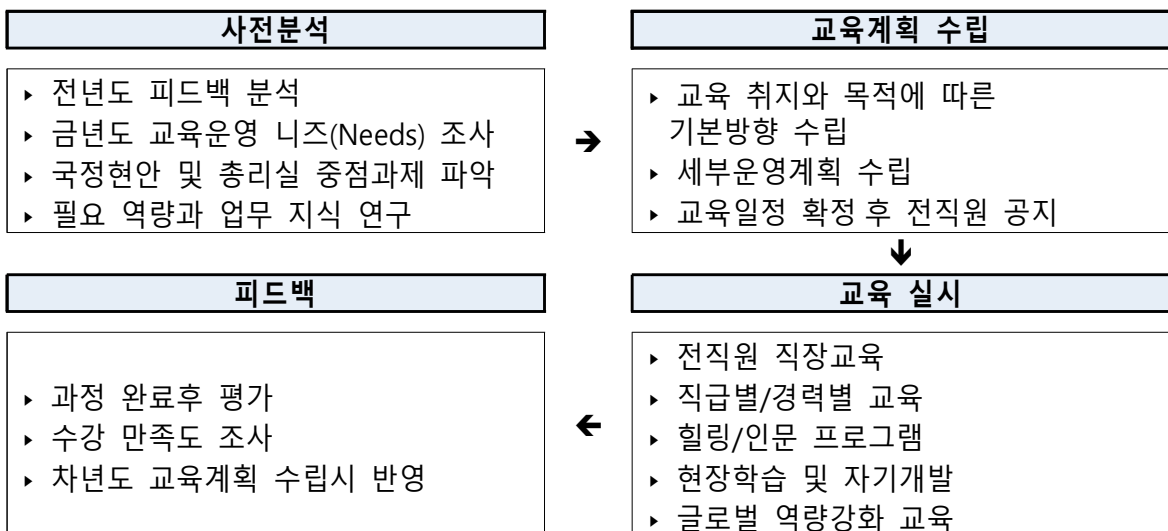 사전분석
▸ 전년도 피드백 분석
▸ 금년도 교육운영 니즈(Needs) 조사
▸ 국정현안 및 총리실 중점과제 파악
▸ 필요 역량과 업무 지식 연구
➔
교육계획 수립
▸ 교육 취지와 목적에 따른
기본방향 수립
▸ 세부운영계획 수립
▸ 교육일정 확정 후 전직원 공지
🡻
교육 실시
▸ 전직원 직장교육
▸ 직급별/경력별 교육
▸ 힐링/인문 프로그램
▸ 현장학습 및 자기개발
▸ 글로벌 역량강화 교육
🡸
피드백
▸ 과정 완료후 평가
▸ 수강 만족도 조사
▸ 차년도 교육계획 수립시 반영